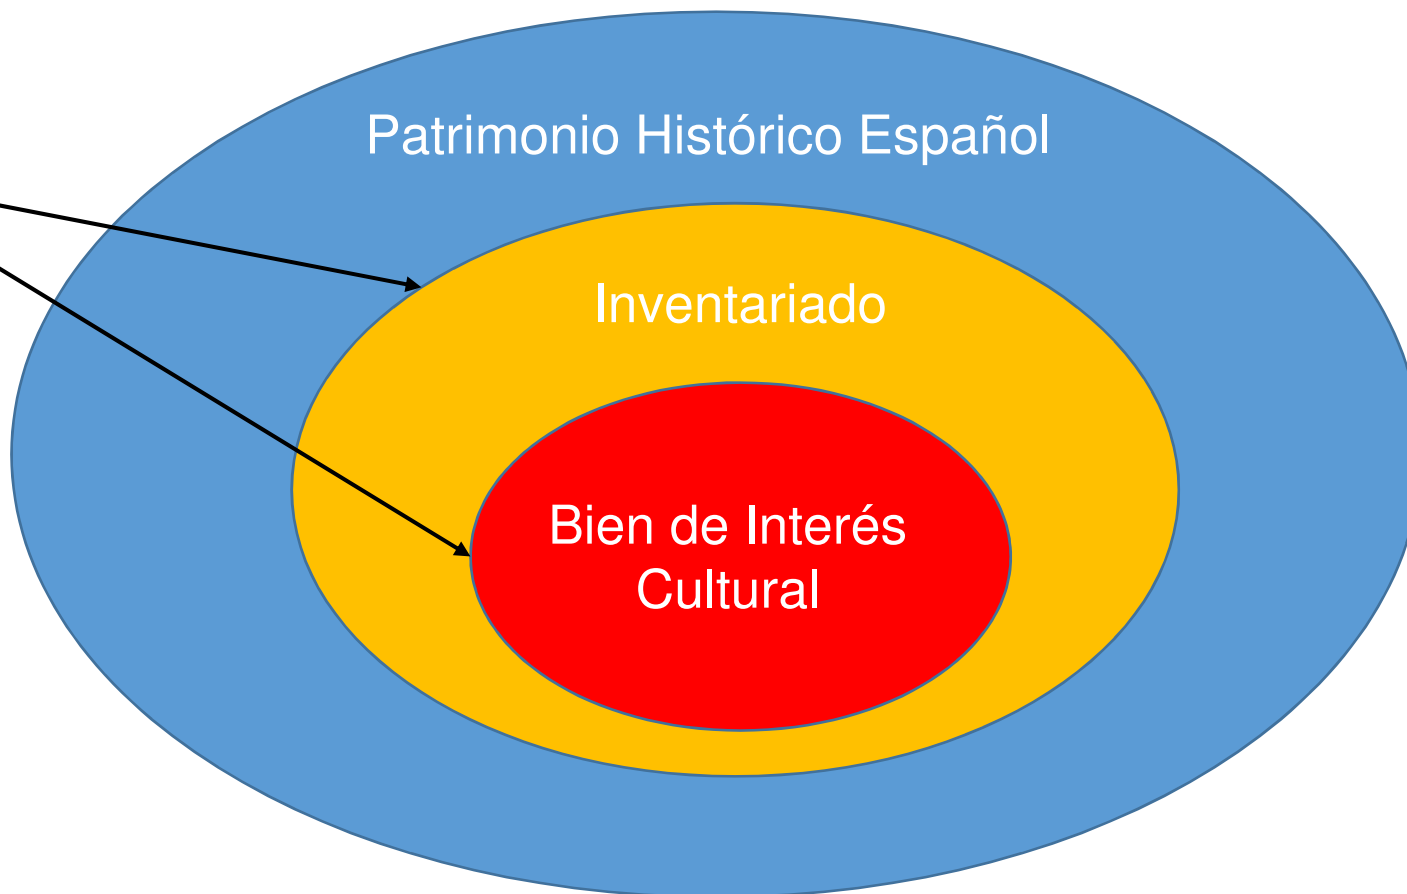 Patrimonio Histórico Español
Inventariado
Bien de Interés
Cultural